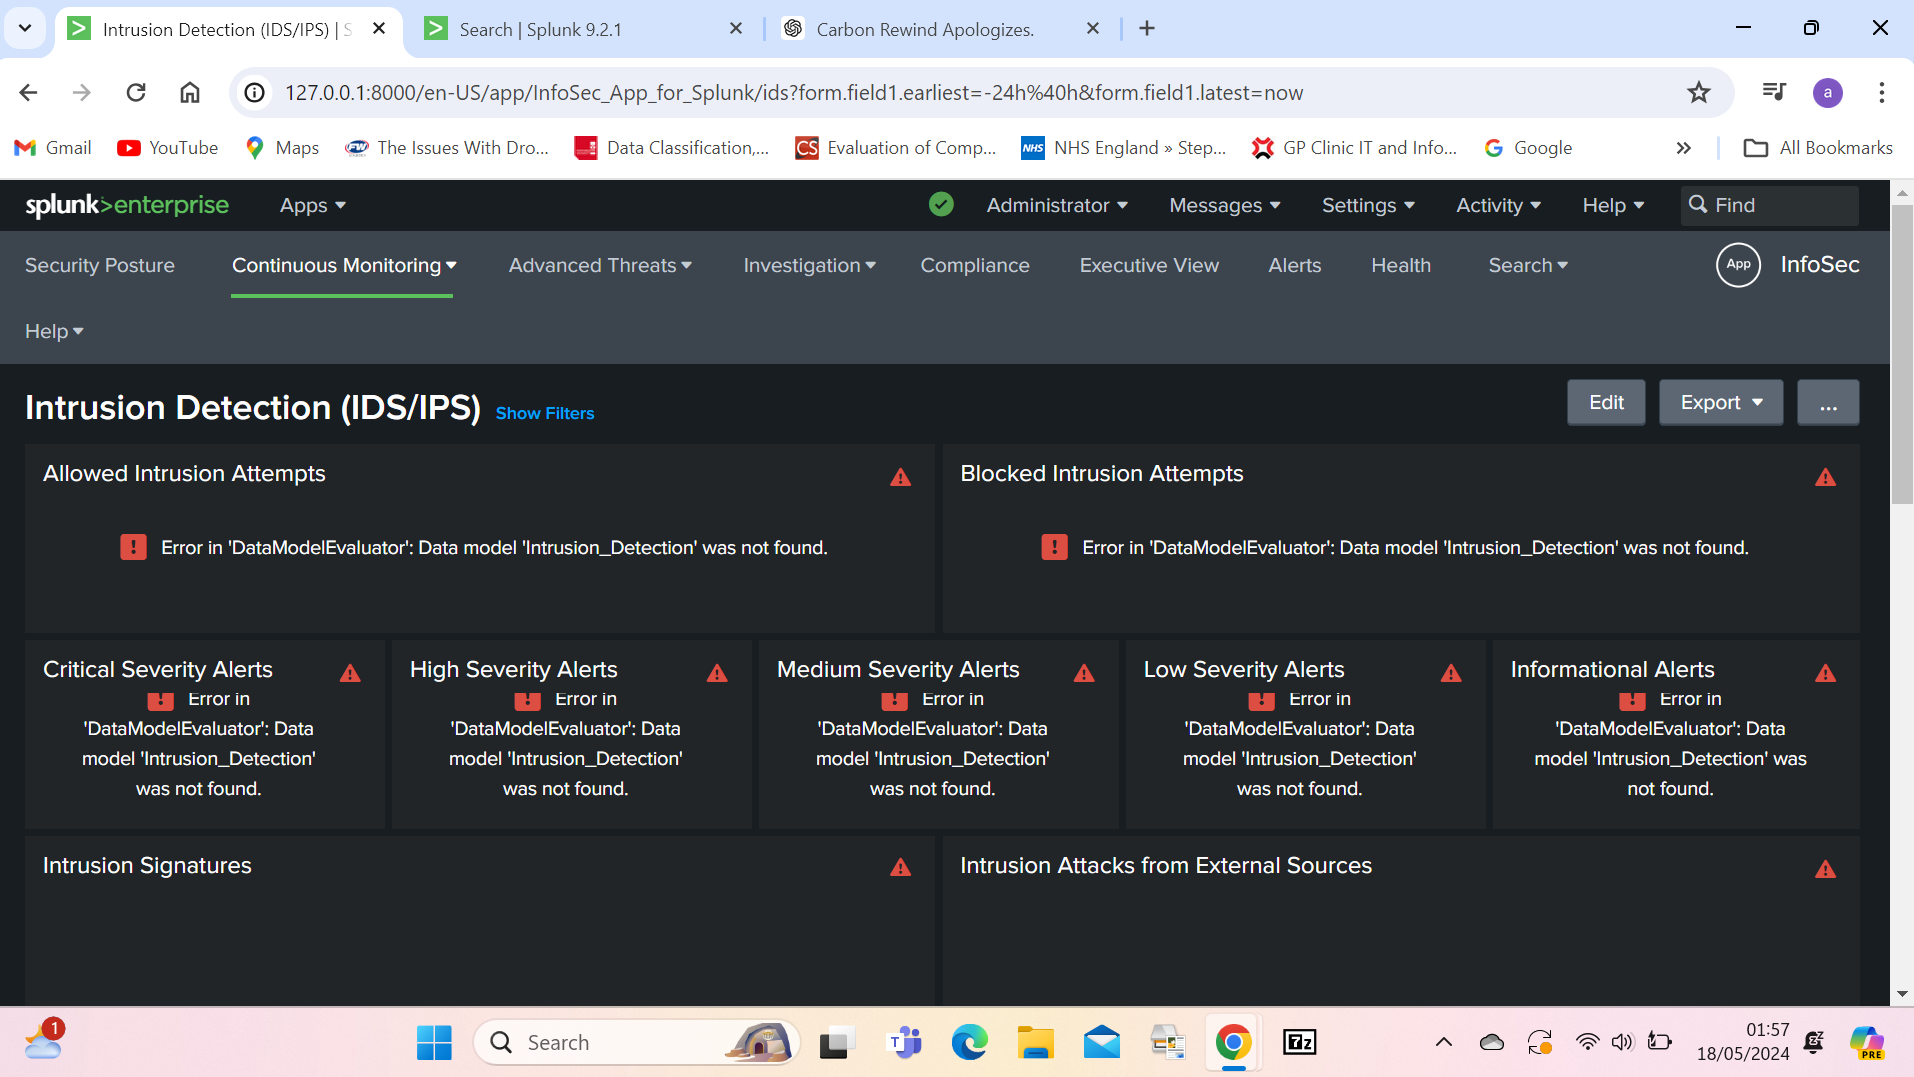 Intrusion Detection (IDS/IPS) | S
Search | Splunk 9.2.1
Carbon Rewind Apologizes.
127.0.0.1:8000/en-US/app/InfoSec_App_for_Splunk/ids?form.field1.earliest=-24h%40h&form.field1.latest=now
a
Gmail
YouTube
Maps
FW
The Issues With Dro...
Data Classification,...
CS
Evaluation of Comp...
NHS
NHS England » Step...
GP Clinic IT and Info...
Google
All Bookmarks
splunk>enterprise
Apps
Administrator
Messages
Settings
Activity
Help
Find
Security Posture
Continuous Monitoring
Advanced Threats
Investigation
Compliance
Executive View
Alerts
Health
Search
App
InfoSec
Help
Intrusion Detection (IDS/IPS)
Show Filters
Edit
Export
...
Allowed Intrusion Attempts
Error in 'DataModelEvaluator': Data model 'Intrusion_Detection' was not found.
Blocked Intrusion Attempts
Error in 'DataModelEvaluator': Data model 'Intrusion_Detection' was not found.
Critical Severity Alerts
Error in
'DataModelEvaluator': Data
model 'Intrusion_Detection'
was not found.
High Severity Alerts
Error in
'DataModelEvaluator': Data
model 'Intrusion_Detection'
was not found.
Medium Severity Alerts
Error in
'DataModelEvaluator': Data
model 'Intrusion_Detection'
was not found.
Low Severity Alerts
Error in
'DataModelEvaluator': Data
model 'Intrusion_Detection'
was not found.
Informational Alerts
Error in
'DataModelEvaluator': Data
model 'Intrusion_Detection' was
not found.
Intrusion Signatures
Intrusion Attacks from External Sources
1
Search
T
7z
01:57
18/05/2024
PRE